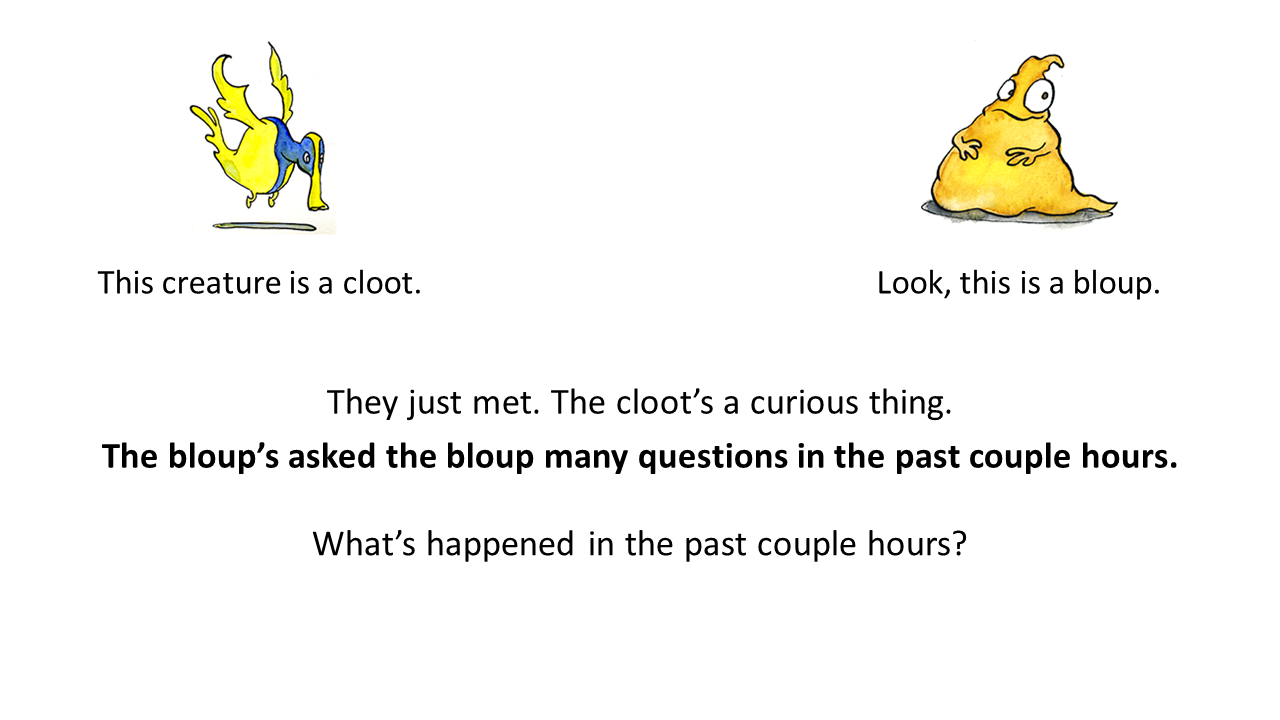 This creature is a cloot.
Look, this is a bloup.
They just met. The cloot’s a curious thing.
The bloup’s asked the bloup many questions in the past couple hours.
What’s happened in the past couple hours?